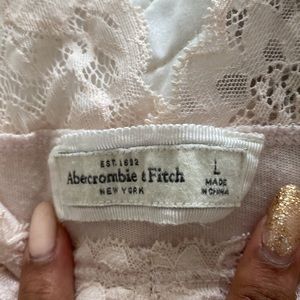 EST. 1892
Abercrombie & Fitch
NEW YORK
L
MADE
IN CHINA